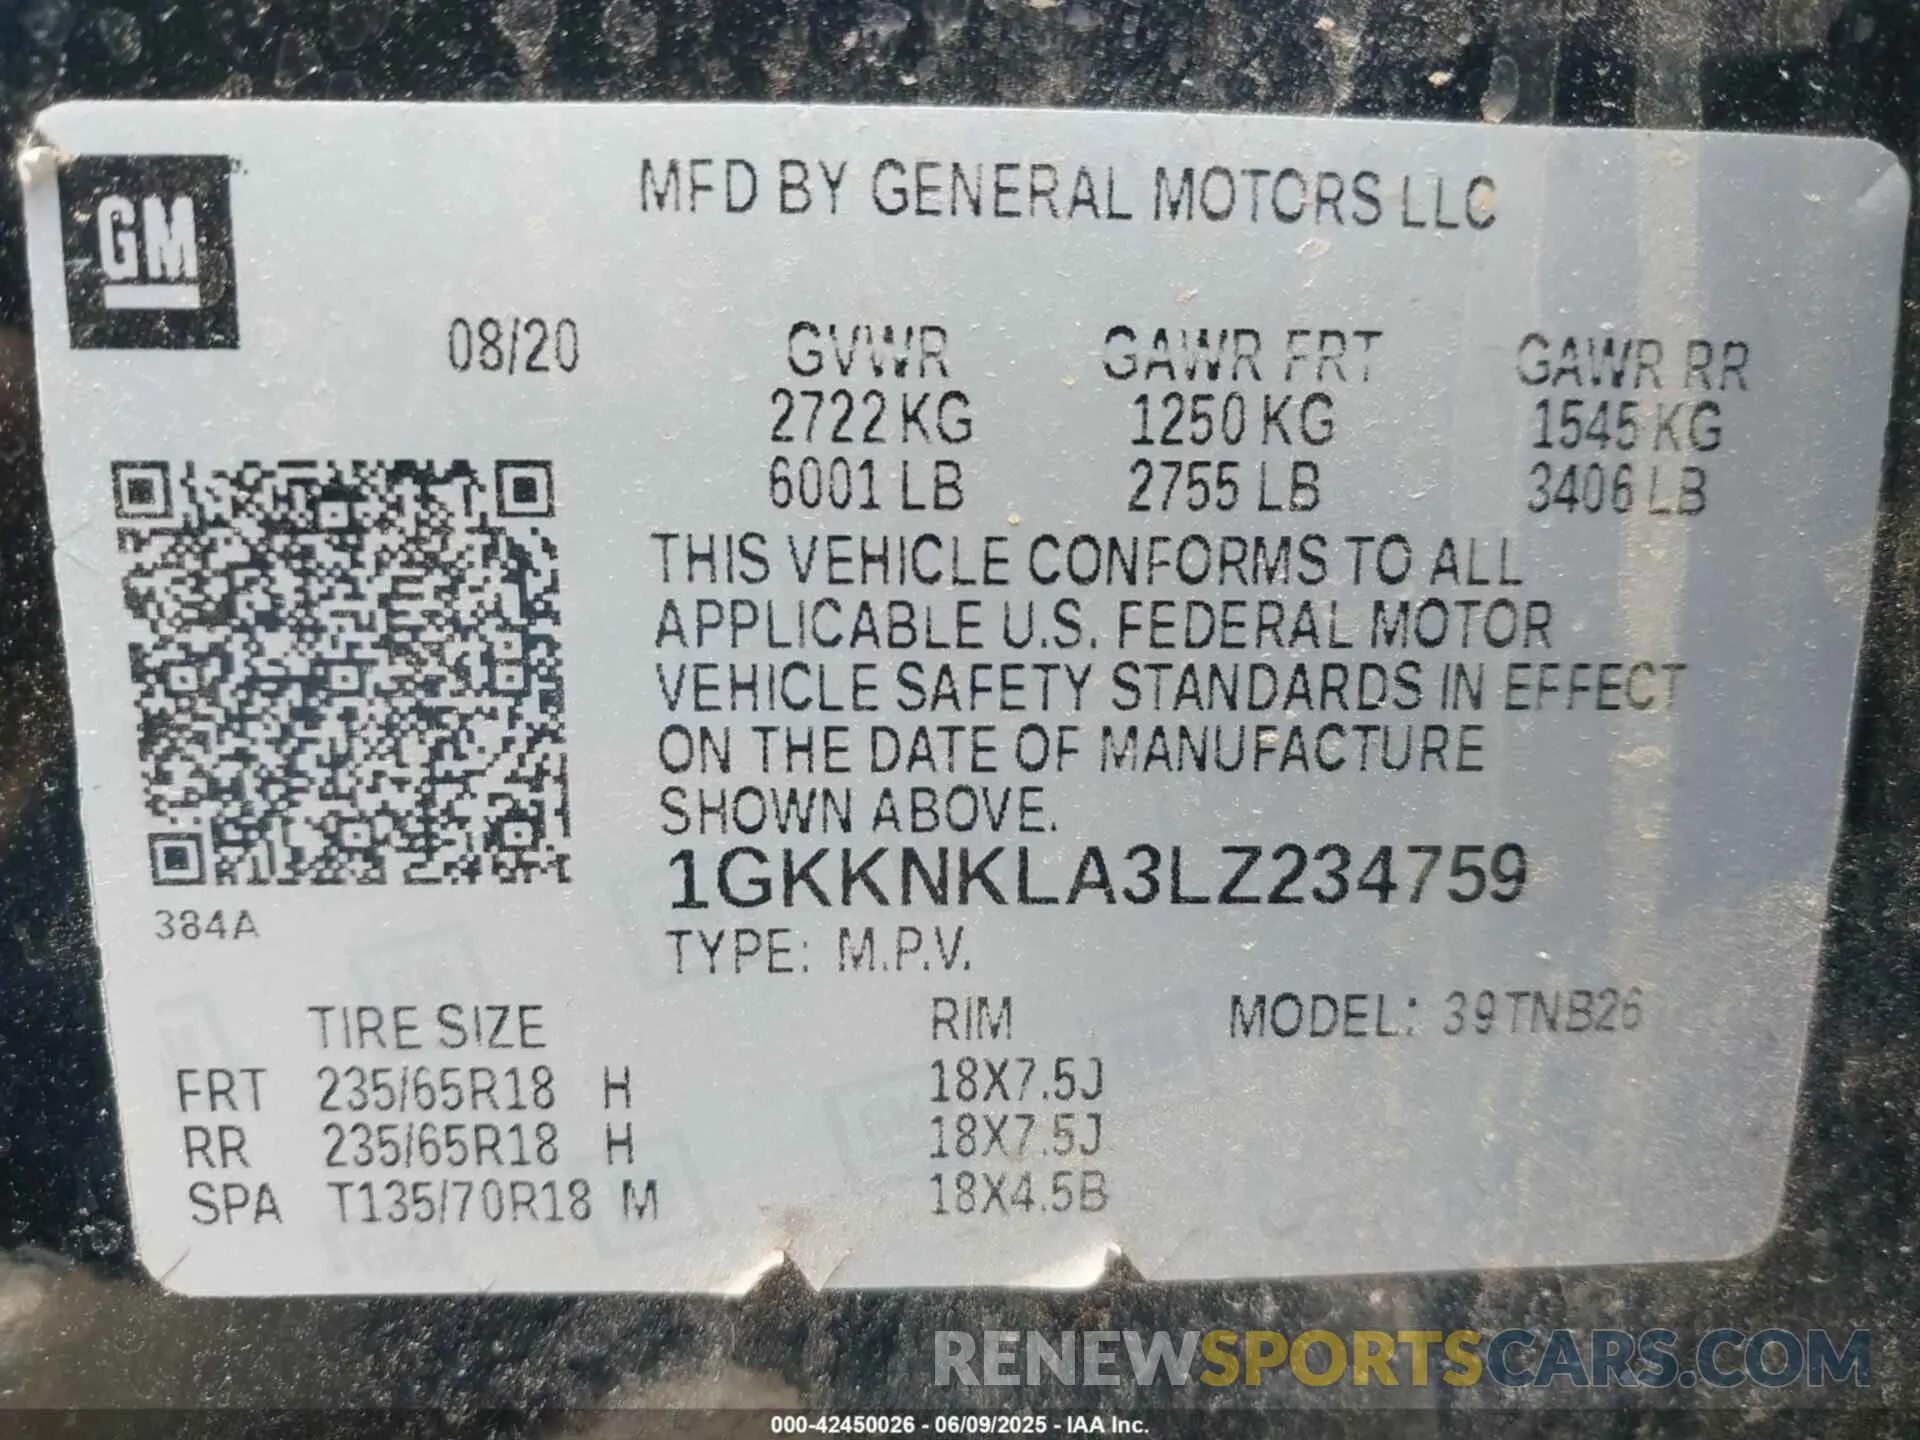 MFD BY GENERAL MOTORS LLC
GM
08/20 GVWR GAWR FRT GAWR RR
2722 KG 1250 KG 1545 KG
6001 LB 2755 LB 3406 LB
THIS VEHICLE CONFORMS TO ALL
APPLICABLE U.S. FEDERAL MOTOR
VEHICLE SAFETY STANDARDS IN EFFECT
ON THE DATE OF MANUFACTURE
SHOWN ABOVE.
1GKKNKLA3LZ234759
384A
TYPE: M.P.V.
TIRE SIZE RIM MODEL: 39TNB26
FRT 235/65R18 H 18X7.5J
RR 235/65R18 H 18X7.5J
SPA T135/70R18 M 18X4.5B
RENEWSPORTSCARS.COM
000-42450026 - 06/09/2025 - IAA Inc.